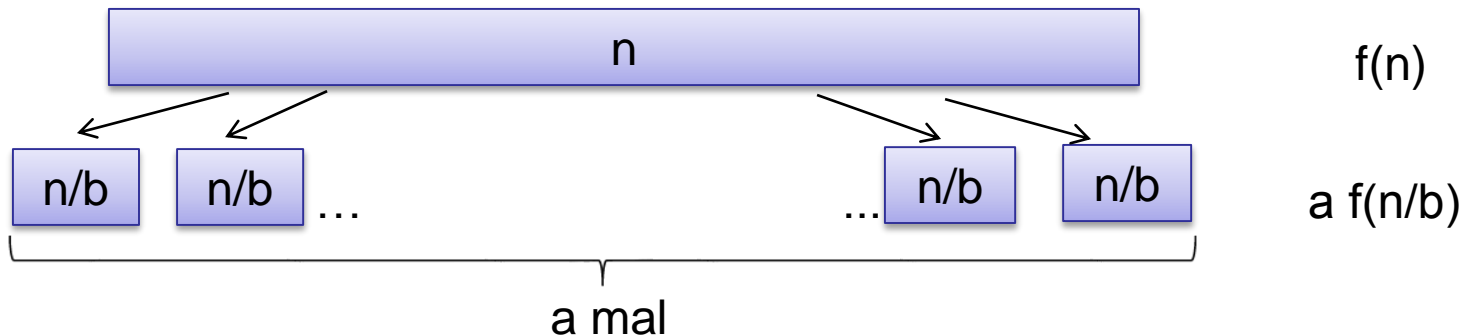 n f(n)
n/b n/b … ... n/b n/b a f(n/b)
a mal